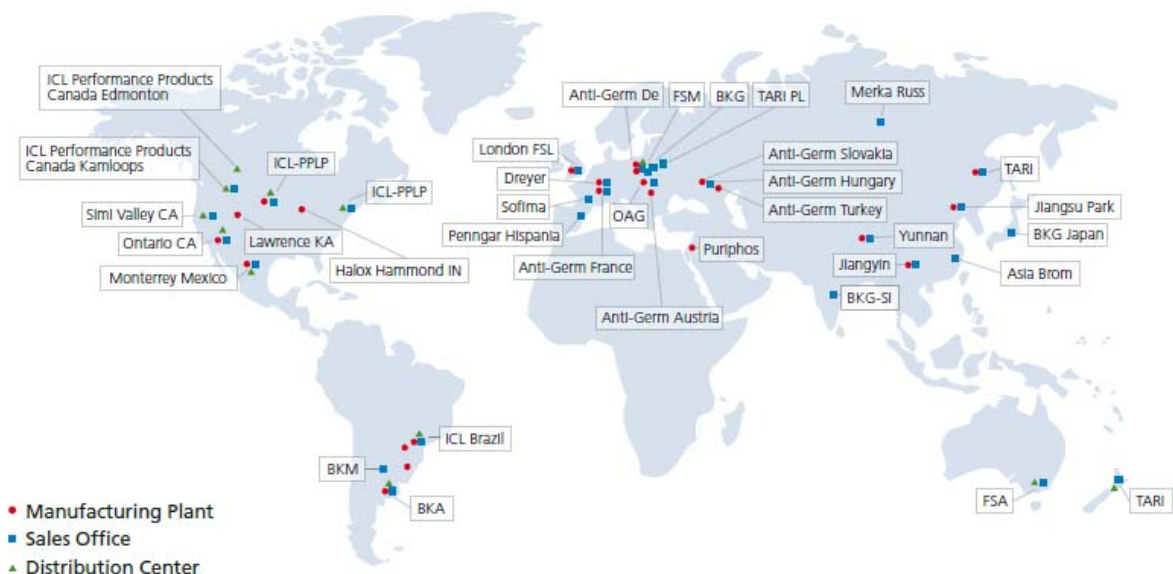 ICL Performance Products
Canada Edmonton
ICL Performance Products
Canada Kamloops
ICL-PPLP
ICL-PPLP
Simi Valley CA
Ontario CA
Lawrence KA
Monterrey Mexico
Halox Hammond IN
Anti-Germ De
FSM
BKG
TARI PL
Merka Russ
London FSL
Dreyer
Sofima
Penngar Hispania
OAG
Anti-Germ France
Anti-Germ Slovakia
Anti-Germ Hungary
Anti-Germ Turkey
Puriphos
Anti-Germ Austria
TARI
Jiangsu Park
Yunnan
BKG Japan
Jiangyin
Asia Brom
BKG-SI
ICL Brazil
BKM
BKA
FSA
TARI
Manufacturing Plant
Sales Office
Distribution Center